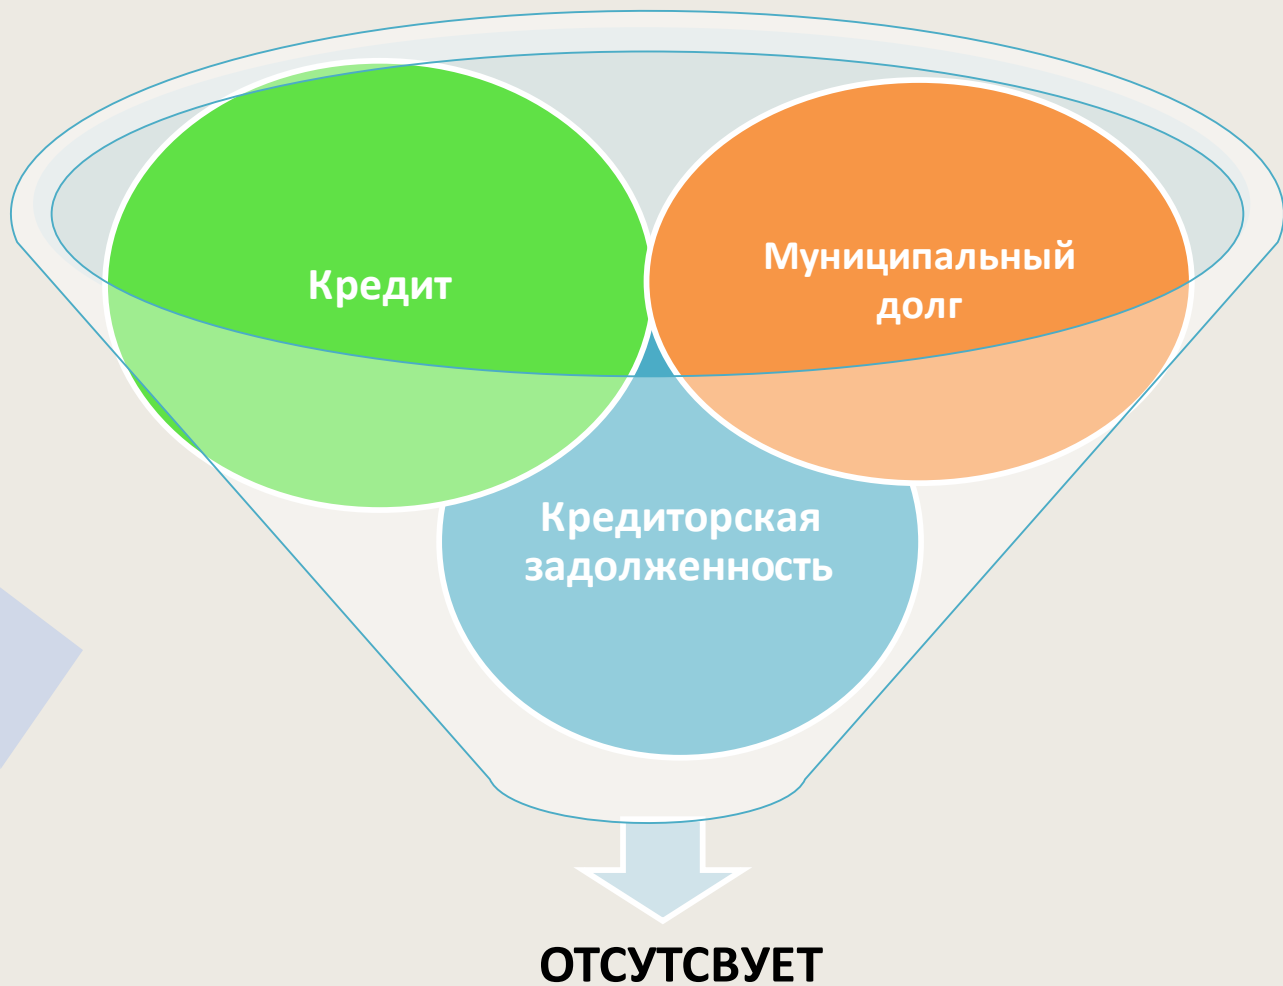 Кредит
Муниципальный
долг
Кредиторская
задолженность
ОТСУТСВУЕТ